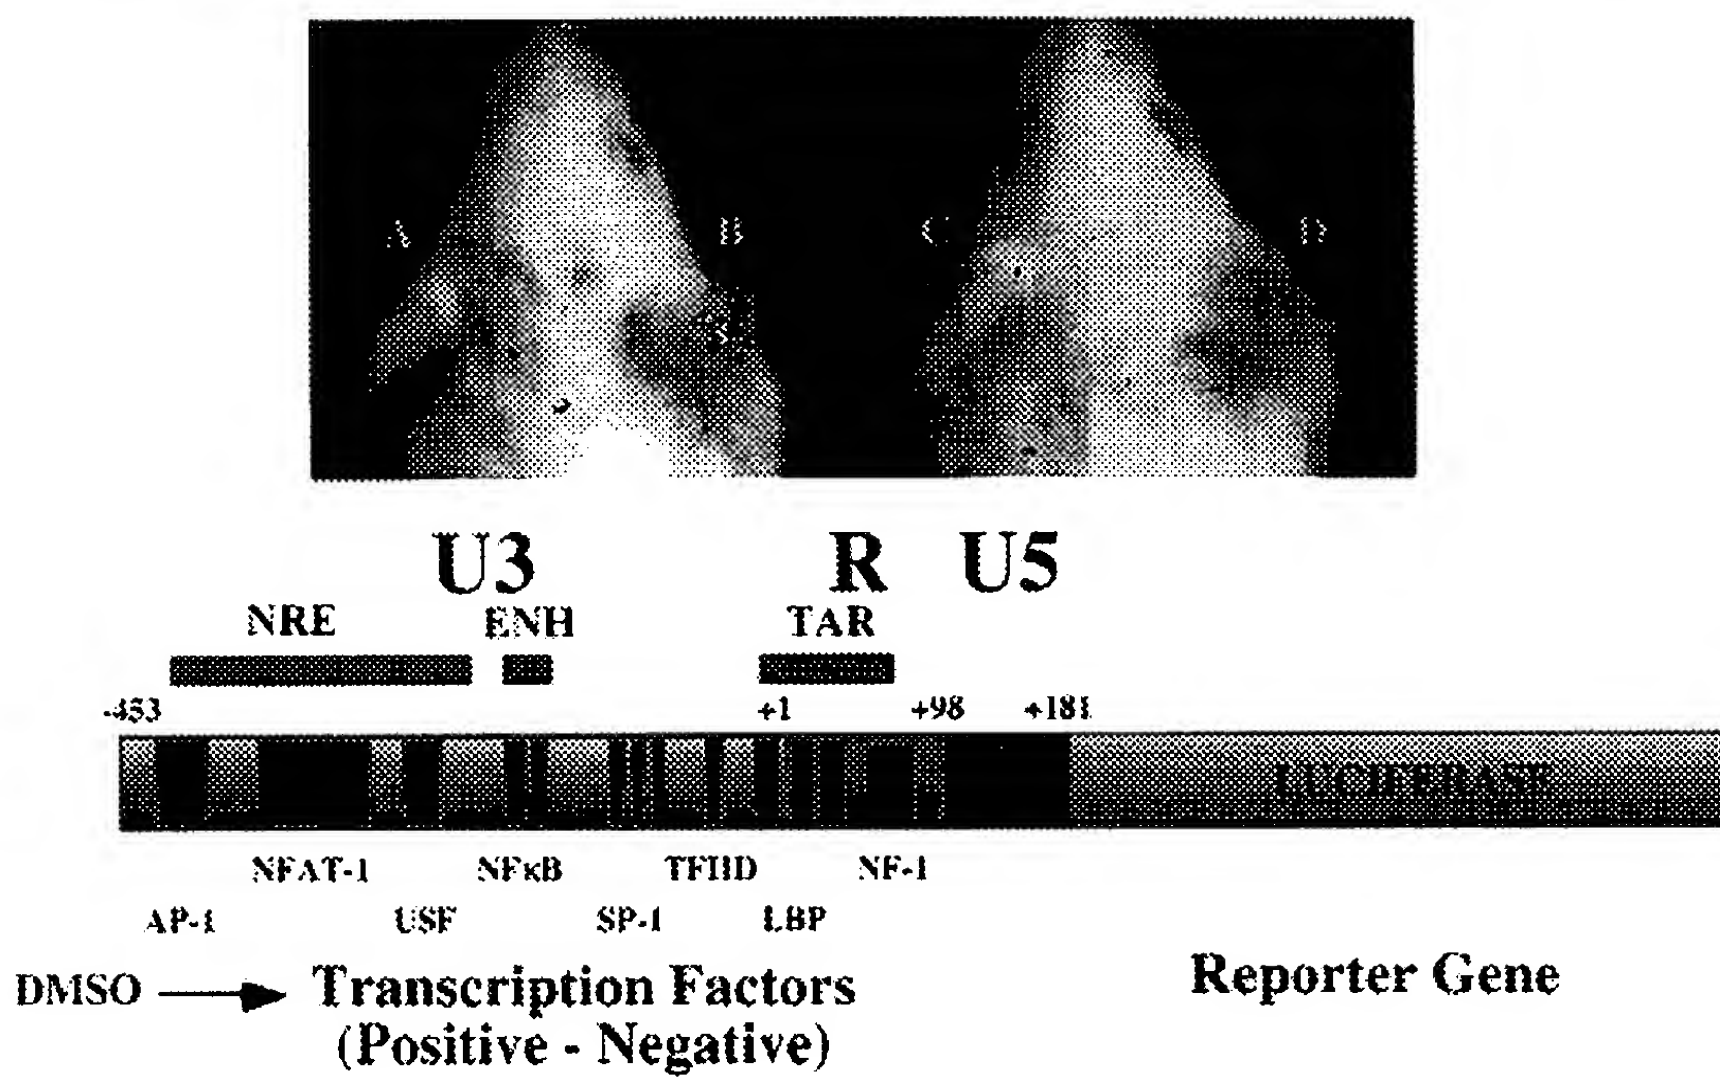 A B C D
U3 R U5
NRE ENH TAR
-453 +1 +98 +181
LUCIFERASE
NFAT-1 NFκB TFIID NF-1
AP-1 USF SP-1 LBP
DMSO Transcription Factors
(Positive - Negative)
Reporter Gene